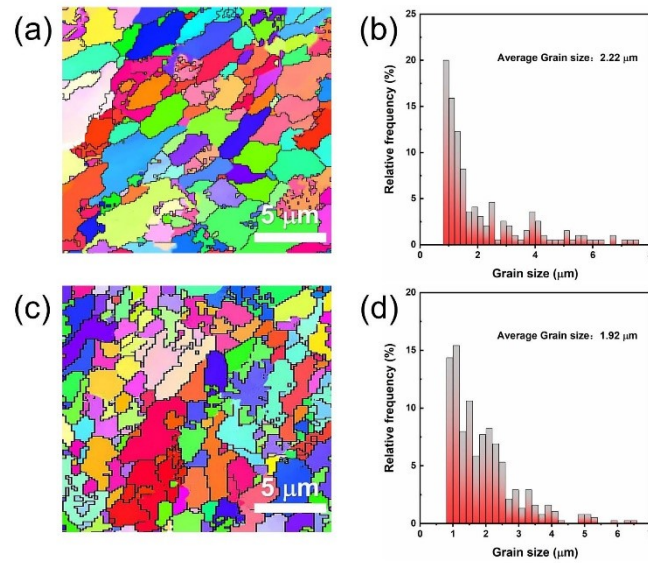 (a)
5 μm
(b)
25
20
15
10
5
0
Relative frequency (%)
Average Grain size: 2.22 μm
0
2
4
6
Grain size (μm)
(c)
5 μm
(d)
20
15
10
5
0
Relative frequency (%)
Average Grain size: 1.92 μm
0
1
2
3
4
5
6
Grain size (μm)